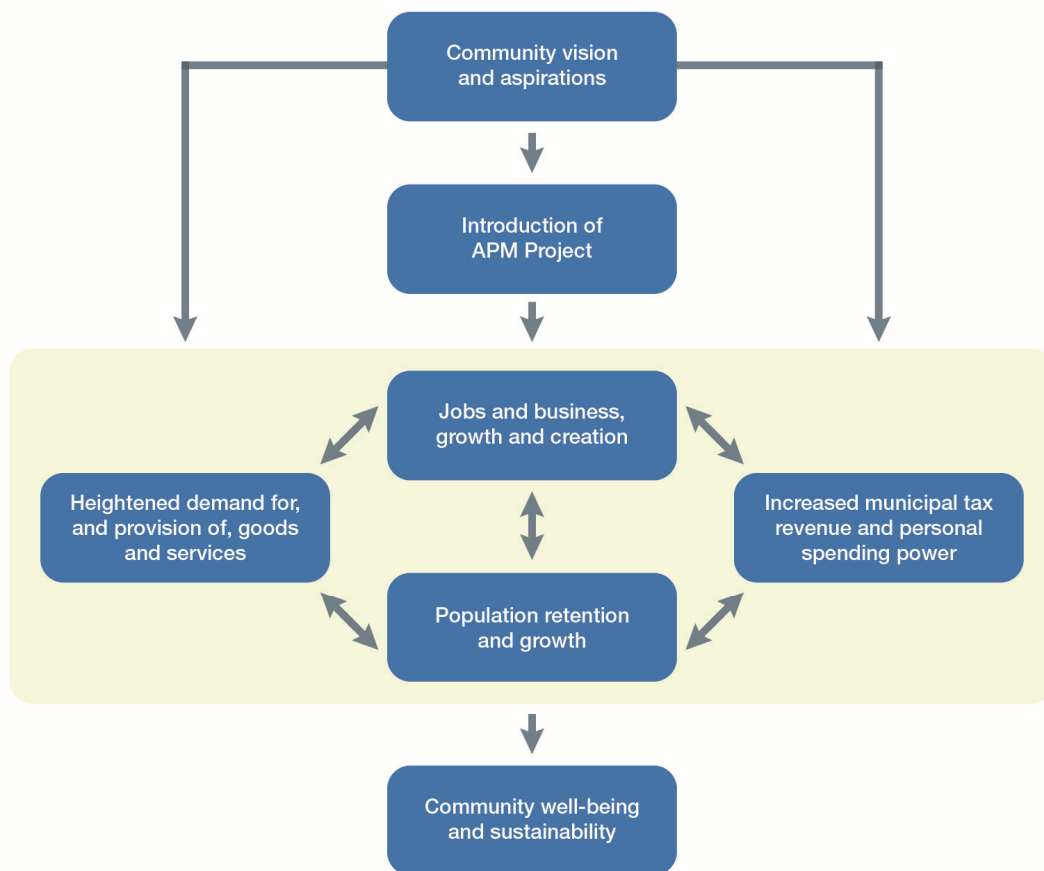 Community vision
and aspirations
Introduction of
APM Project
Jobs and business,
growth and creation
Heightened demand for,
and provision of, goods
and services
Increased municipal tax
revenue and personal
spending power
Population retention
and growth
Community well-being
and sustainability